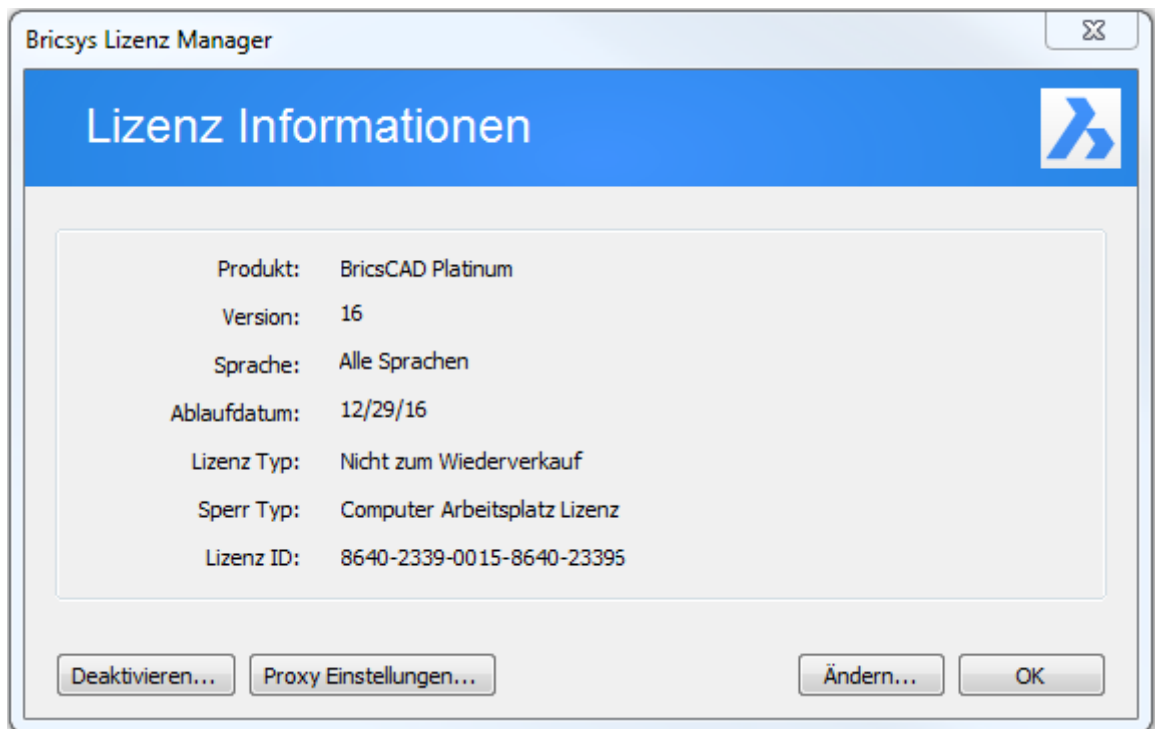 Bricsys Lizenz Manager
Lizenz Informationen
Produkt: BricsCAD Platinum
Version: 16
Sprache: Alle Sprachen
Ablaufdatum: 12/29/16
Lizenz Typ: Nicht zum Wiederverkauf
Sperr Typ: Computer Arbeitsplatz Lizenz
Lizenz ID: 8640-2339-0015-8640-23395
Deaktivieren... Proxy Einstellungen... Ändern... OK